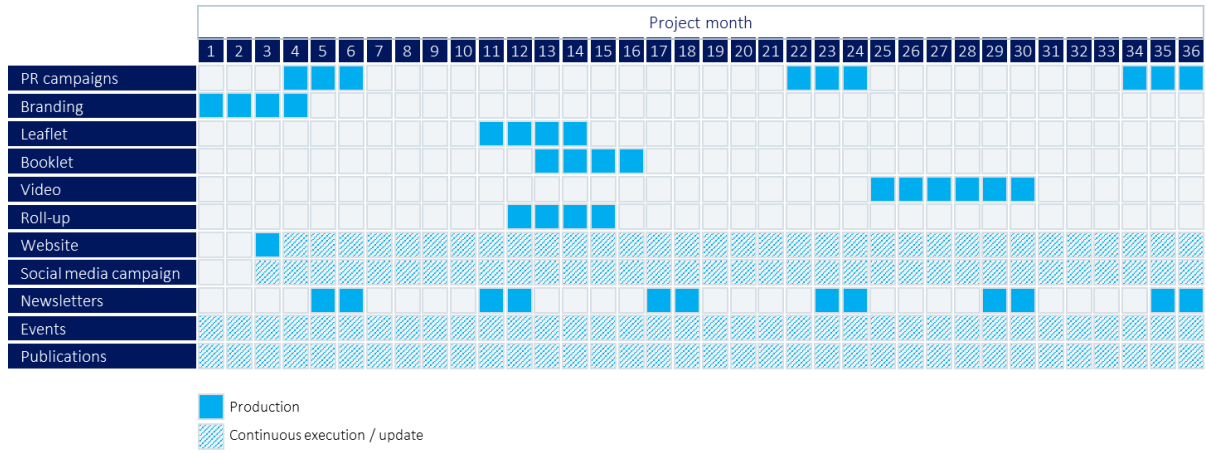 Project month
1 2 3 4 5 6 7 8 9 10 11 12 13 14 15 16 17 18 19 20 21 22 23 24 25 26 27 28 29 30 31 32 33 34 35 36
PR campaigns
Branding
Leaflet
Booklet
Video
Roll-up
Website
Social media campaign
Newsletters
Events
Publications
Production
Continuous execution / update